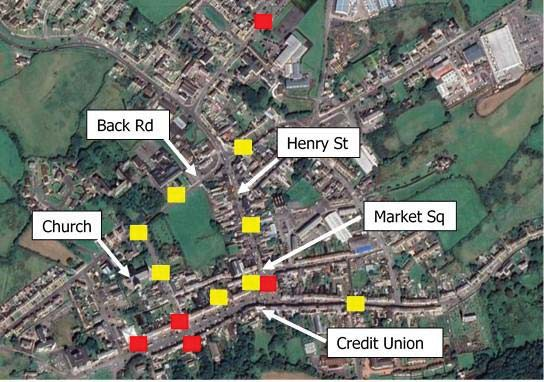 Back Rd
Henry St
Market Sq
Church
Credit Union